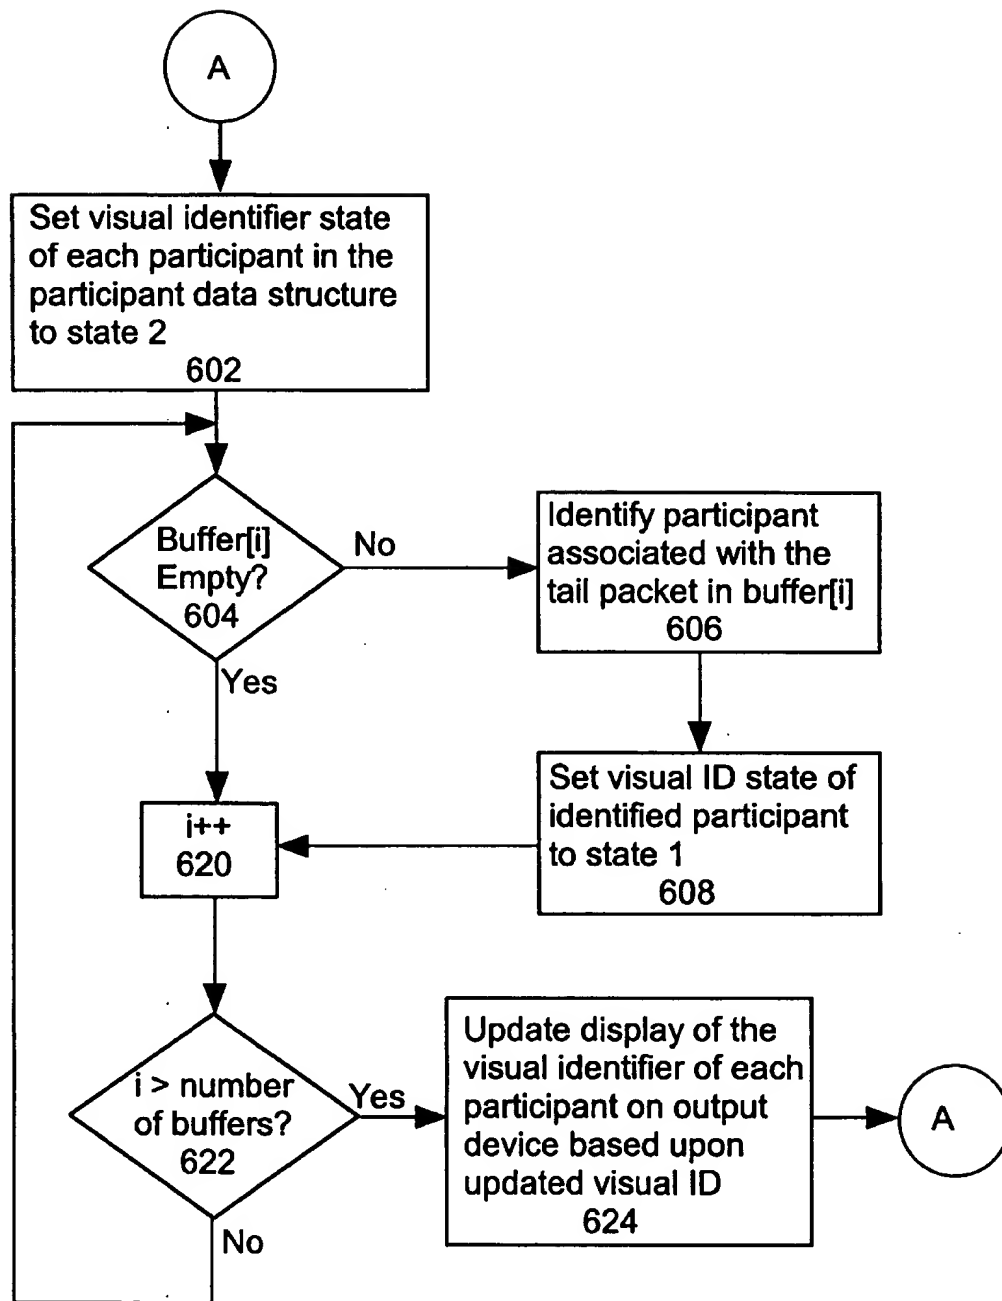 A
Set visual identifier state
of each participant in the
participant data structure
to state 2
602
Buffer[i]
Empty?
604
No
Identify participant
associated with the
tail packet in buffer[i]
606
Yes
Set visual ID state of
identified participant
to state 1
608
i++
620
i > number
of buffers?
622
Yes
Update display of the
visual identifier of each
participant on output
device based upon
updated visual ID
624
A
No